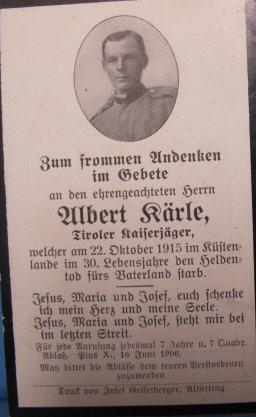 Zum frommen Andenken
im Gebete
an den ehrengeachteten Herrn
Albert Kärle,
Tiroler Kaiserjäger,
welcher am 22. Oktober 1915 im Küsten-
lande im 30. Lebensjahre den Helden-
tod fürs Vaterland starb.
Jesus, Maria und Josef, euch schenke
ich mein Herz und meine Seele.
Jesus, Maria und Josef, steht mir bei
im letzten Streit.
Für jede Anrufung jedesmal 7 Jahre u. 7 Quadr.
Ablaß. Pius X., 16 Juni 1906.
Man bittet die Ablässe dem teuren Verstorbenen
zuzuwenden
Druck von Josef Geiselberger, Altötting.